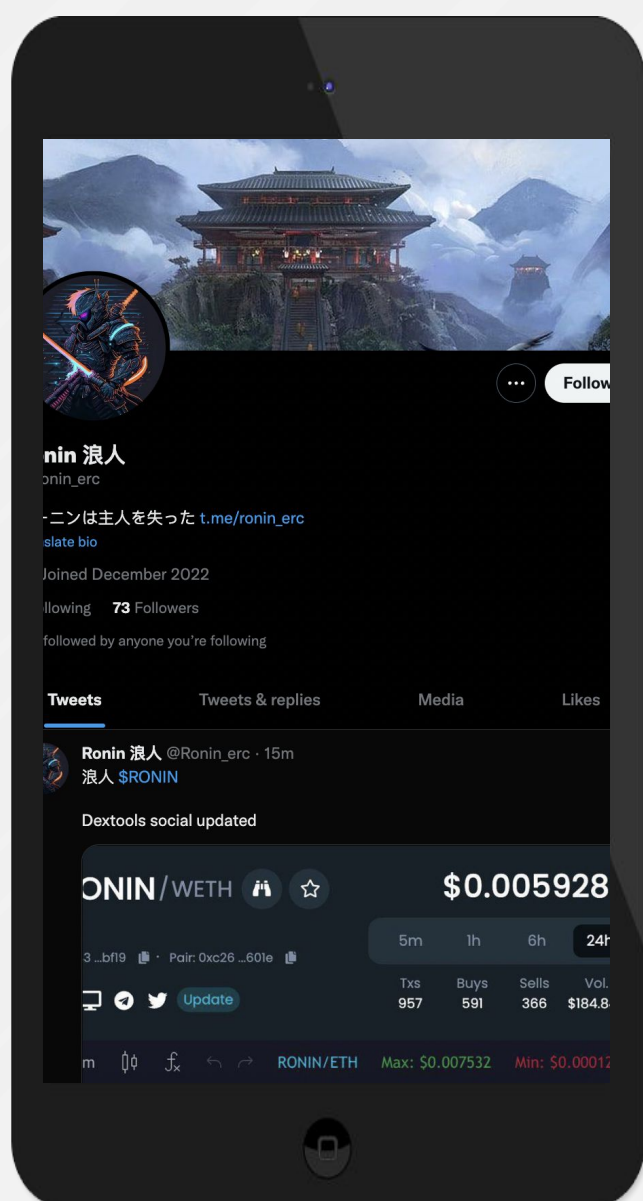 nin 浪人
onin_erc
ーニンは主人を失った t.me/ronin_erc
slate bio
Joined December 2022
llowing 73 Followers
followed by anyone you're following
Follow
Tweets Tweets & replies Media Likes
Ronin 浪人 @Ronin_erc · 15m
浪人 $RONIN
Dextools social updated
ONIN/WETH $0.005928
5m 1h 6h 24h
3 ...bf19 · Pair: 0xc26 ...601e
Txs Buys Sells Vol.
957 591 366 $184.84
Update
m fx RONIN/ETH Max: $0.007532 Min: $0.00012